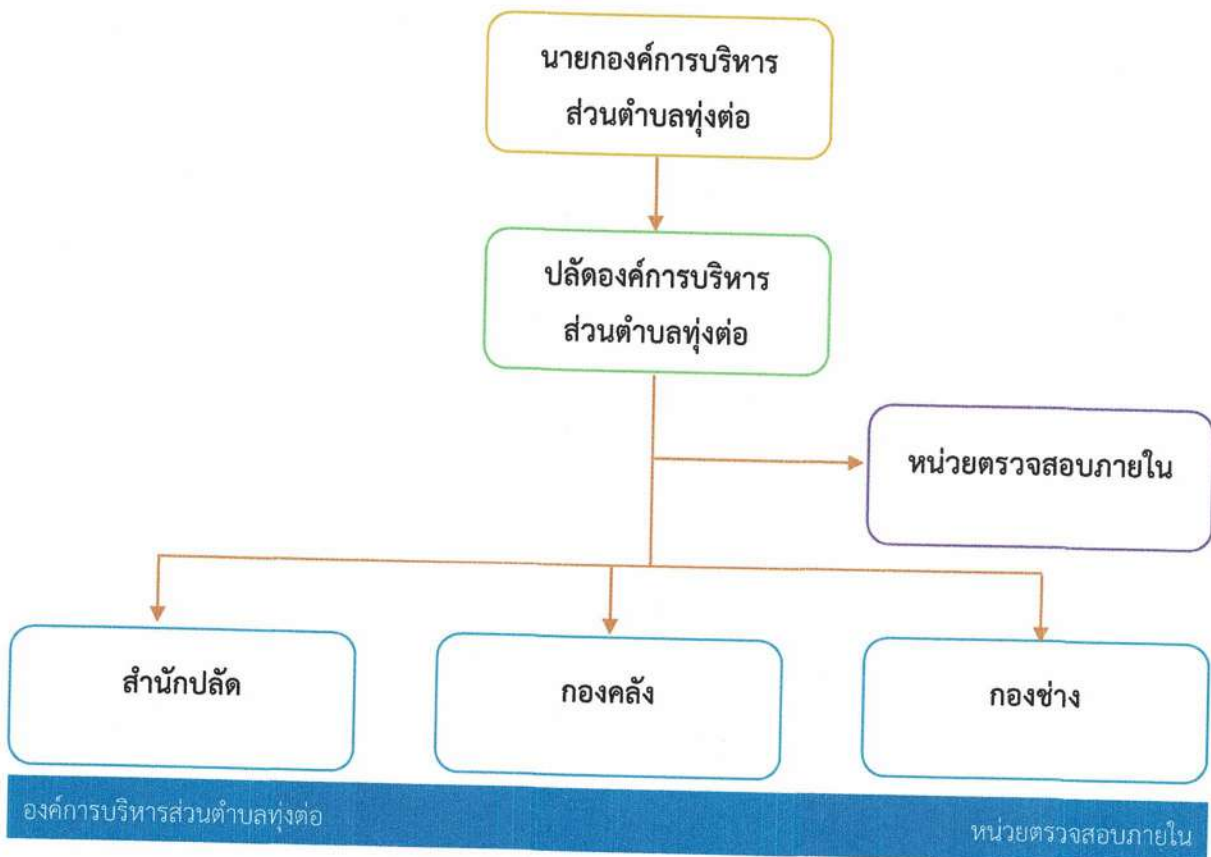 นายกองค์การบริหาร
ส่วนตำบลทุ่งต่อ
ปลัดองค์การบริหาร
ส่วนตำบลทุ่งต่อ
หน่วยตรวจสอบภายใน
สำนักปลัด
กองคลัง
กองช่าง
องค์การบริหารส่วนตำบลทุ่งต่อ
หน่วยตรวจสอบภายใน